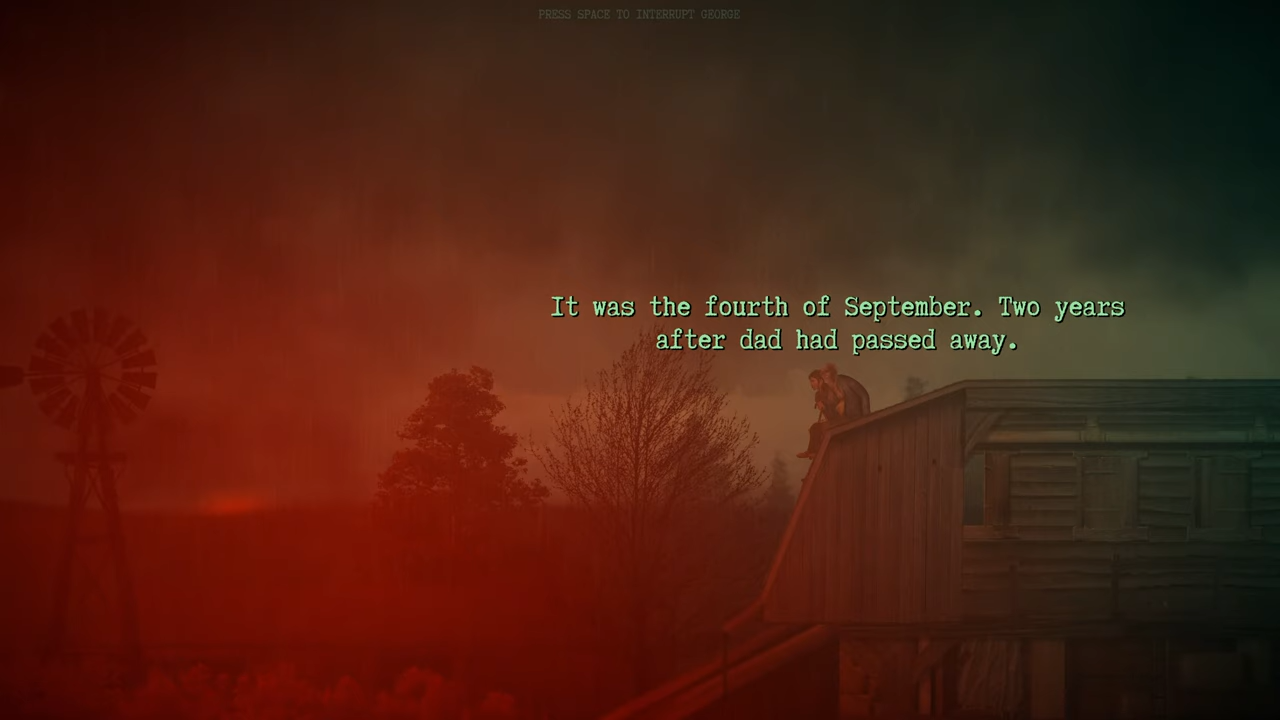 PRESS SPACE TO INTERRUPT GEORGE
It was the fourth of September. Two years
after dad had passed away.